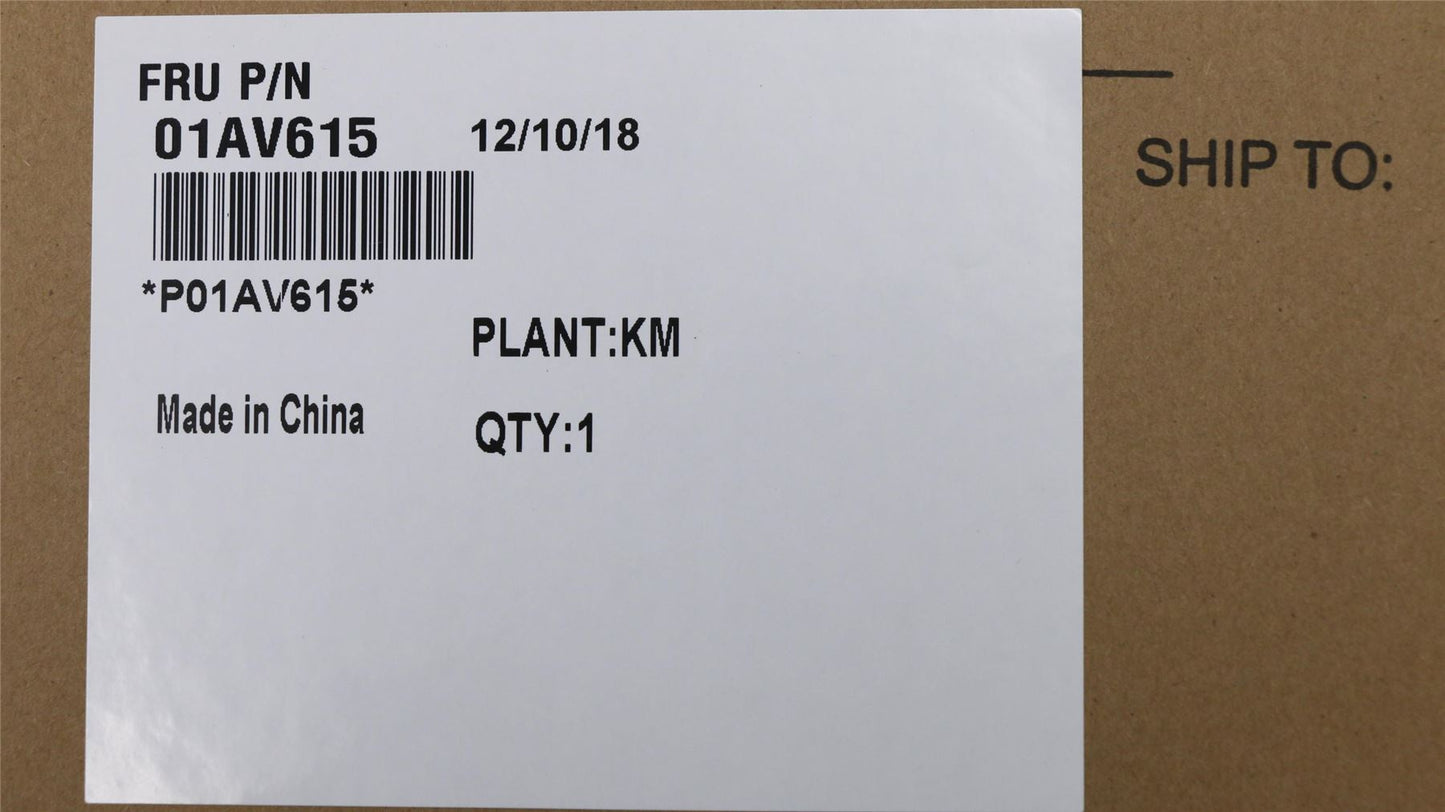 FRU P/N
01AV615 12/10/18
SHIP TO:
*P01AV615*
PLANT:KM
Made in China
QTY:1